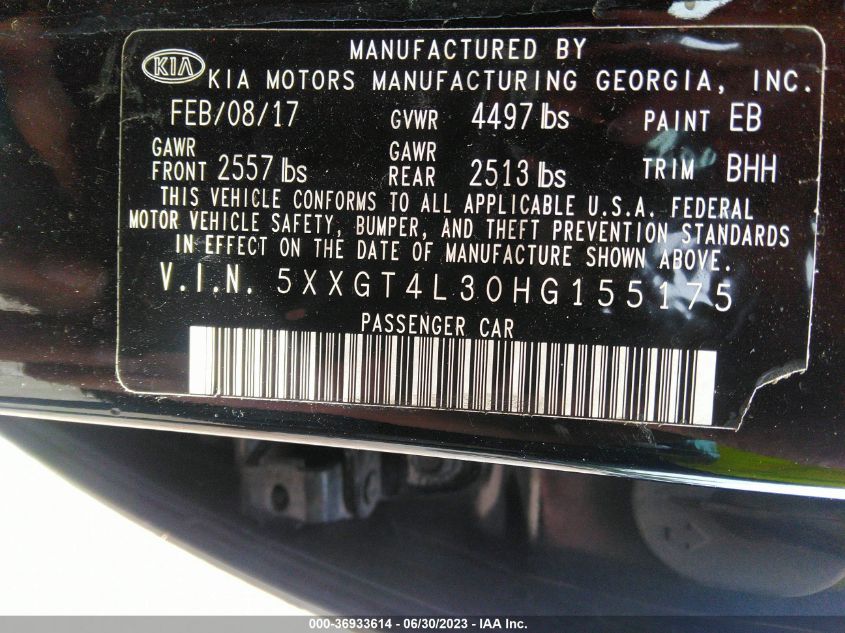 MANUFACTURED BY
KIA KIA MOTORS MANUFACTURING GEORGIA, INC.
FEB/08/17 GVWR 4497 lbs PAINT EB
GAWR FRONT 2557 lbs GAWR REAR 2513 lbs TRIM BHH
THIS VEHICLE CONFORMS TO ALL APPLICABLE U.S.A. FEDERAL
MOTOR VEHICLE SAFETY, BUMPER, AND THEFT PREVENTION STANDARDS
IN EFFECT ON THE DATE OF MANUFACTURE SHOWN ABOVE.
V.I.N. 5XXGT4L30HG155175
PASSENGER CAR
000-36933614 - 06/30/2023 - IAA Inc.